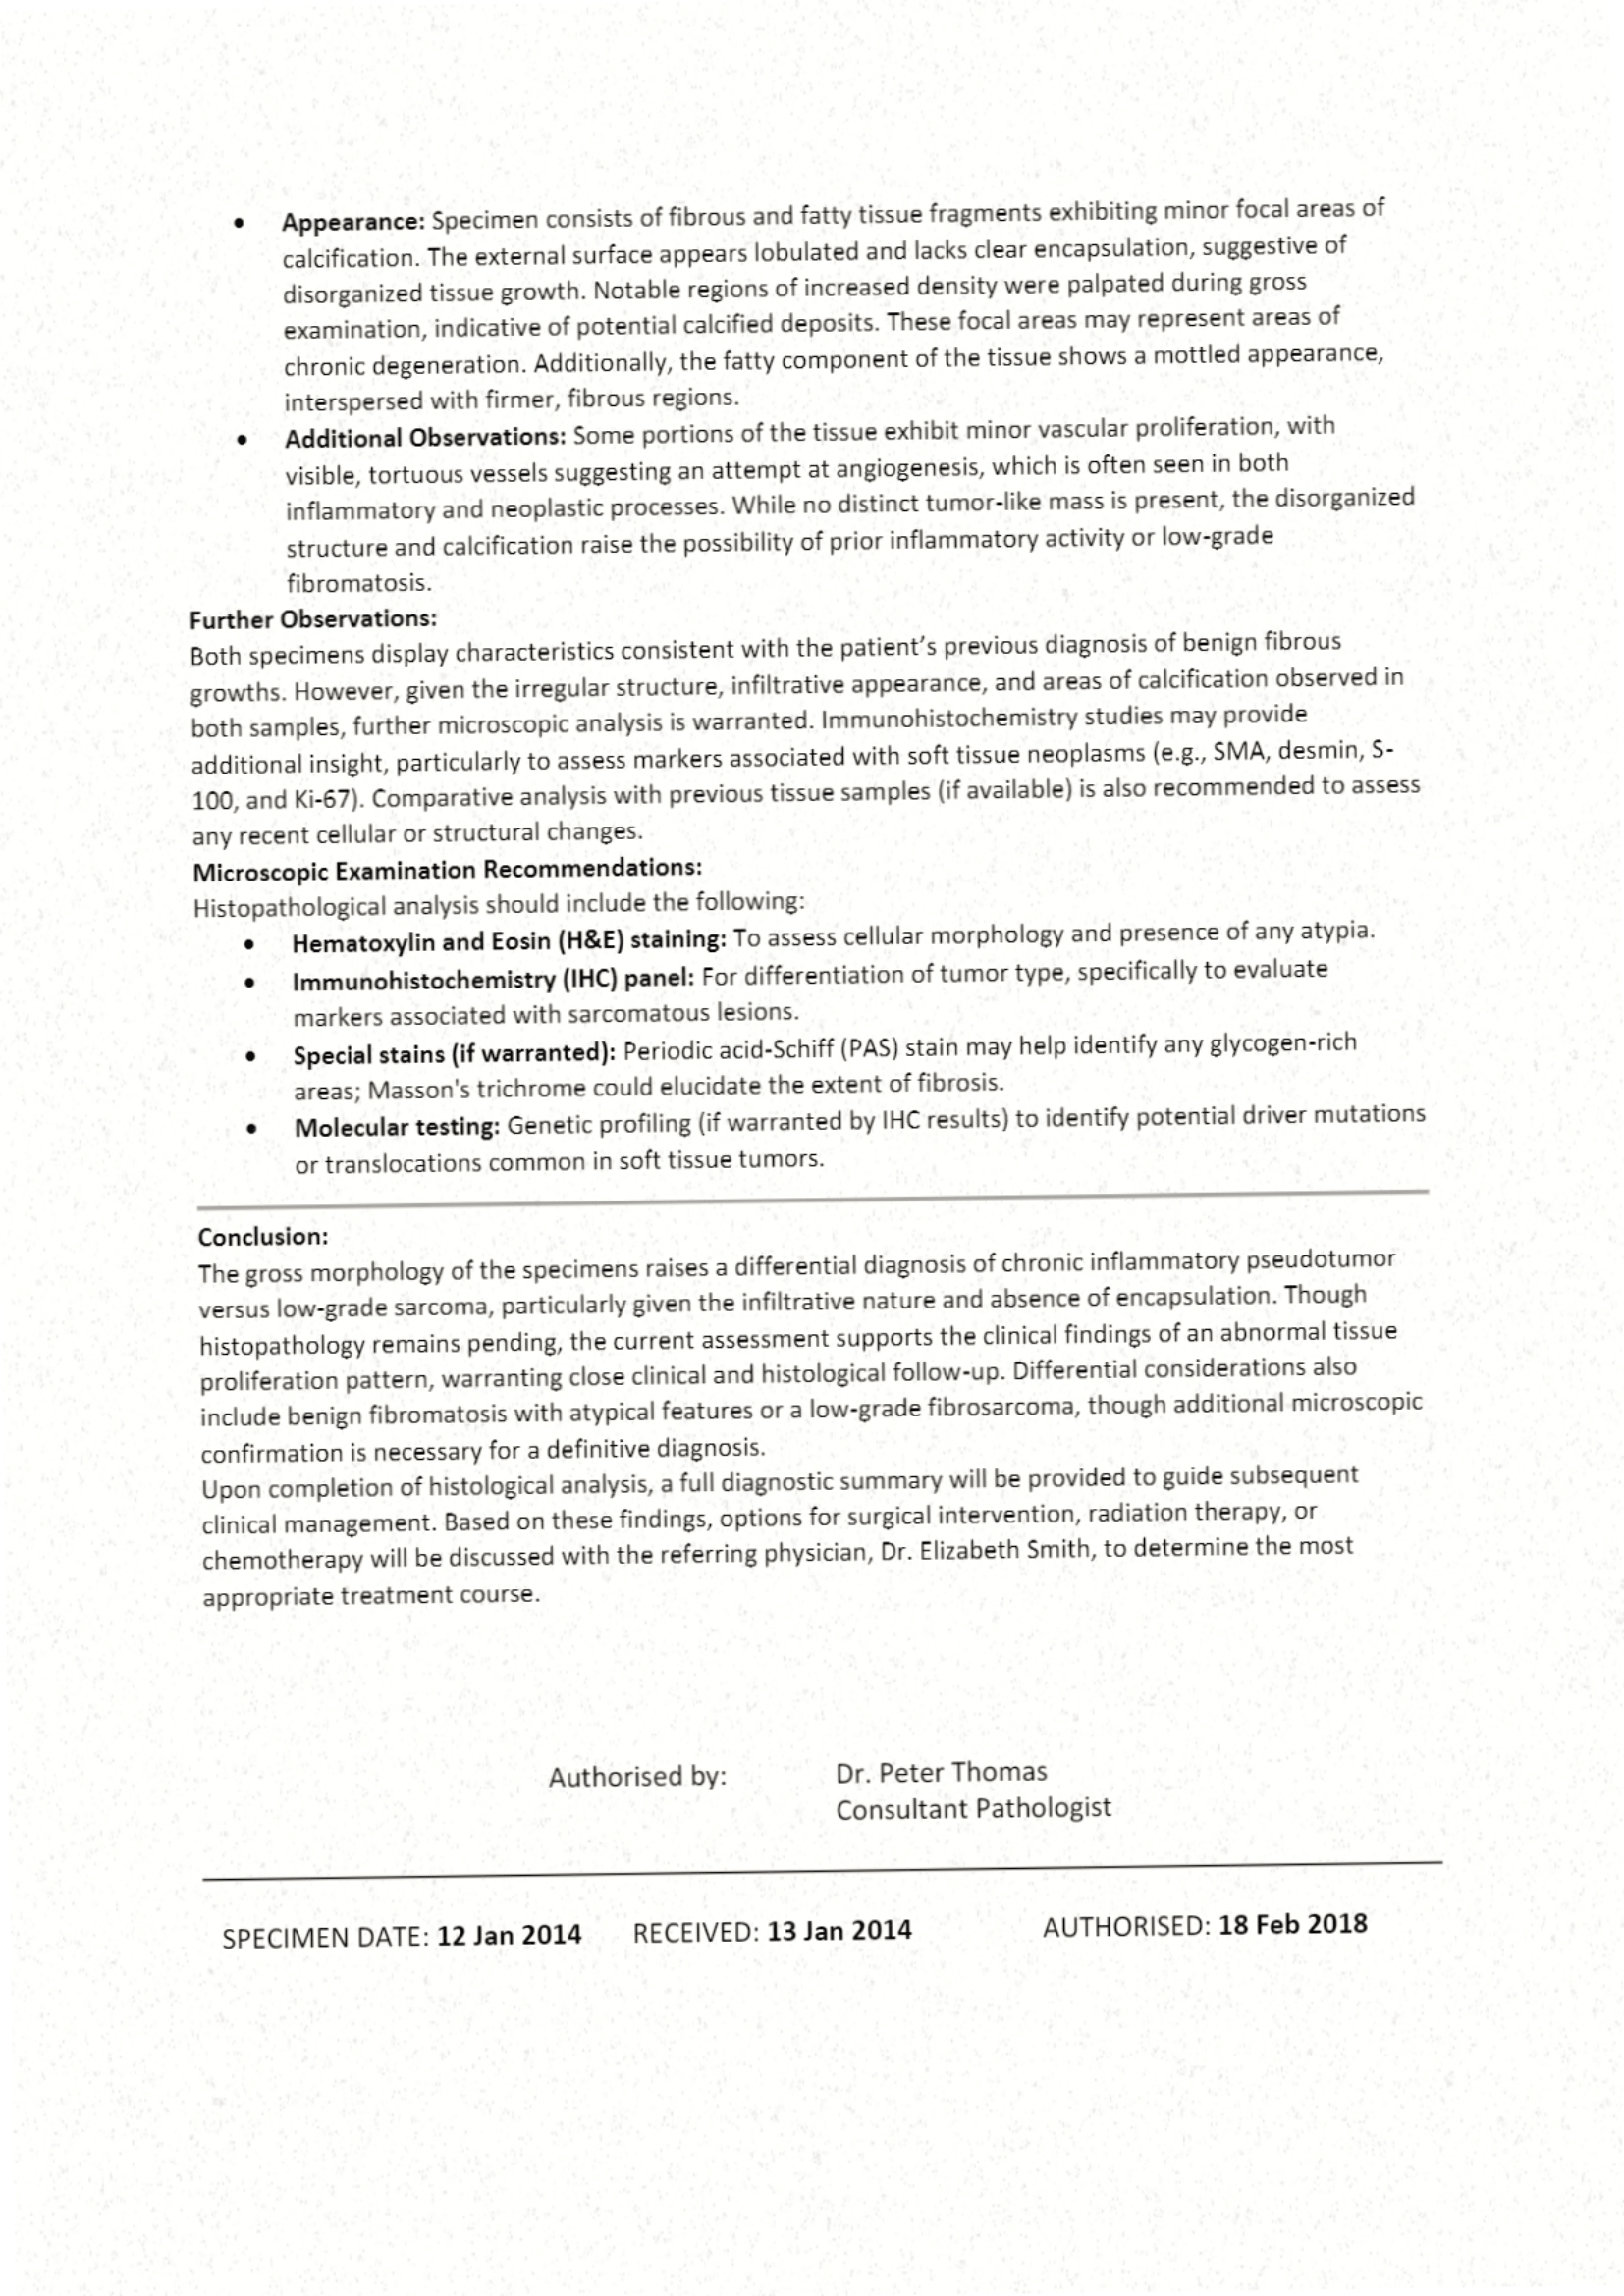 • Appearance: Specimen consists of fibrous and fatty tissue fragments exhibiting minor focal areas of
calcification. The external surface appears lobulated and lacks clear encapsulation, suggestive of
disorganized tissue growth. Notable regions of increased density were palpated during gross
examination, indicative of potential calcified deposits. These focal areas may represent areas of
chronic degeneration. Additionally, the fatty component of the tissue shows a mottled appearance,
interspersed with firmer, fibrous regions.
• Additional Observations: Some portions of the tissue exhibit minor vascular proliferation, with
visible, tortuous vessels suggesting an attempt at angiogenesis, which is often seen in both
inflammatory and neoplastic processes. While no distinct tumor-like mass is present, the disorganized
structure and calcification raise the possibility of prior inflammatory activity or low-grade
fibromatosis.
Further Observations:
Both specimens display characteristics consistent with the patient’s previous diagnosis of benign fibrous
growths. However, given the irregular structure, infiltrative appearance, and areas of calcification observed in
both samples, further microscopic analysis is warranted. Immunohistochemistry studies may provide
additional insight, particularly to assess markers associated with soft tissue neoplasms (e.g., SMA, desmin, S-
100, and Ki-67). Comparative analysis with previous tissue samples (if available) is also recommended to assess
any recent cellular or structural changes.
Microscopic Examination Recommendations:
Histopathological analysis should include the following:
• Hematoxylin and Eosin (H&E) staining: To assess cellular morphology and presence of any atypia.
• Immunohistochemistry (IHC) panel: For differentiation of tumor type, specifically to evaluate
markers associated with sarcomatous lesions.
• Special stains (if warranted): Periodic acid-Schiff (PAS) stain may help identify any glycogen-rich
areas; Masson's trichrome could elucidate the extent of fibrosis.
• Molecular testing: Genetic profiling (if warranted by IHC results) to identify potential driver mutations
or translocations common in soft tissue tumors.
Conclusion:
The gross morphology of the specimens raises a differential diagnosis of chronic inflammatory pseudotumor
versus low-grade sarcoma, particularly given the infiltrative nature and absence of encapsulation. Though
histopathology remains pending, the current assessment supports the clinical findings of an abnormal tissue
proliferation pattern, warranting close clinical and histological follow-up. Differential considerations also
include benign fibromatosis with atypical features or a low-grade fibrosarcoma, though additional microscopic
confirmation is necessary for a definitive diagnosis.
Upon completion of histological analysis, a full diagnostic summary will be provided to guide subsequent
clinical management. Based on these findings, options for surgical intervention, radiation therapy, or
chemotherapy will be discussed with the referring physician, Dr. Elizabeth Smith, to determine the most
appropriate treatment course.
Authorised by: Dr. Peter Thomas
Consultant Pathologist
SPECIMEN DATE: 12 Jan 2014 RECEIVED: 13 Jan 2014 AUTHORISED: 18 Feb 2018